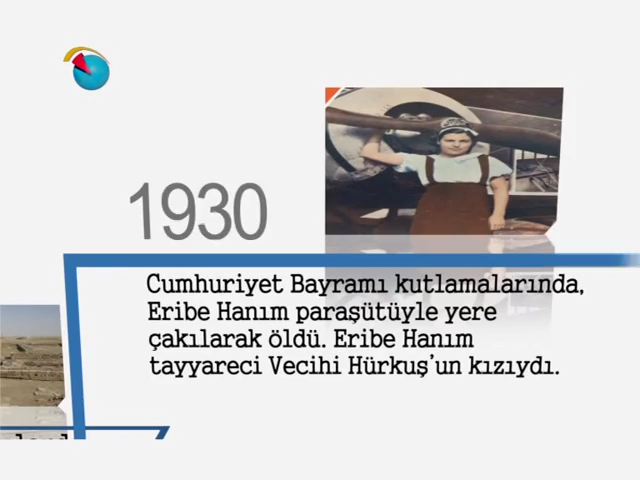 1930
Cumhuriyet Bayramı kutlamalarında,
Eribe Hanım paraşütüyle yere
çakılarak öldü. Eribe Hanım
tayyareci Vecihi Hürkuş'un kızıydı.